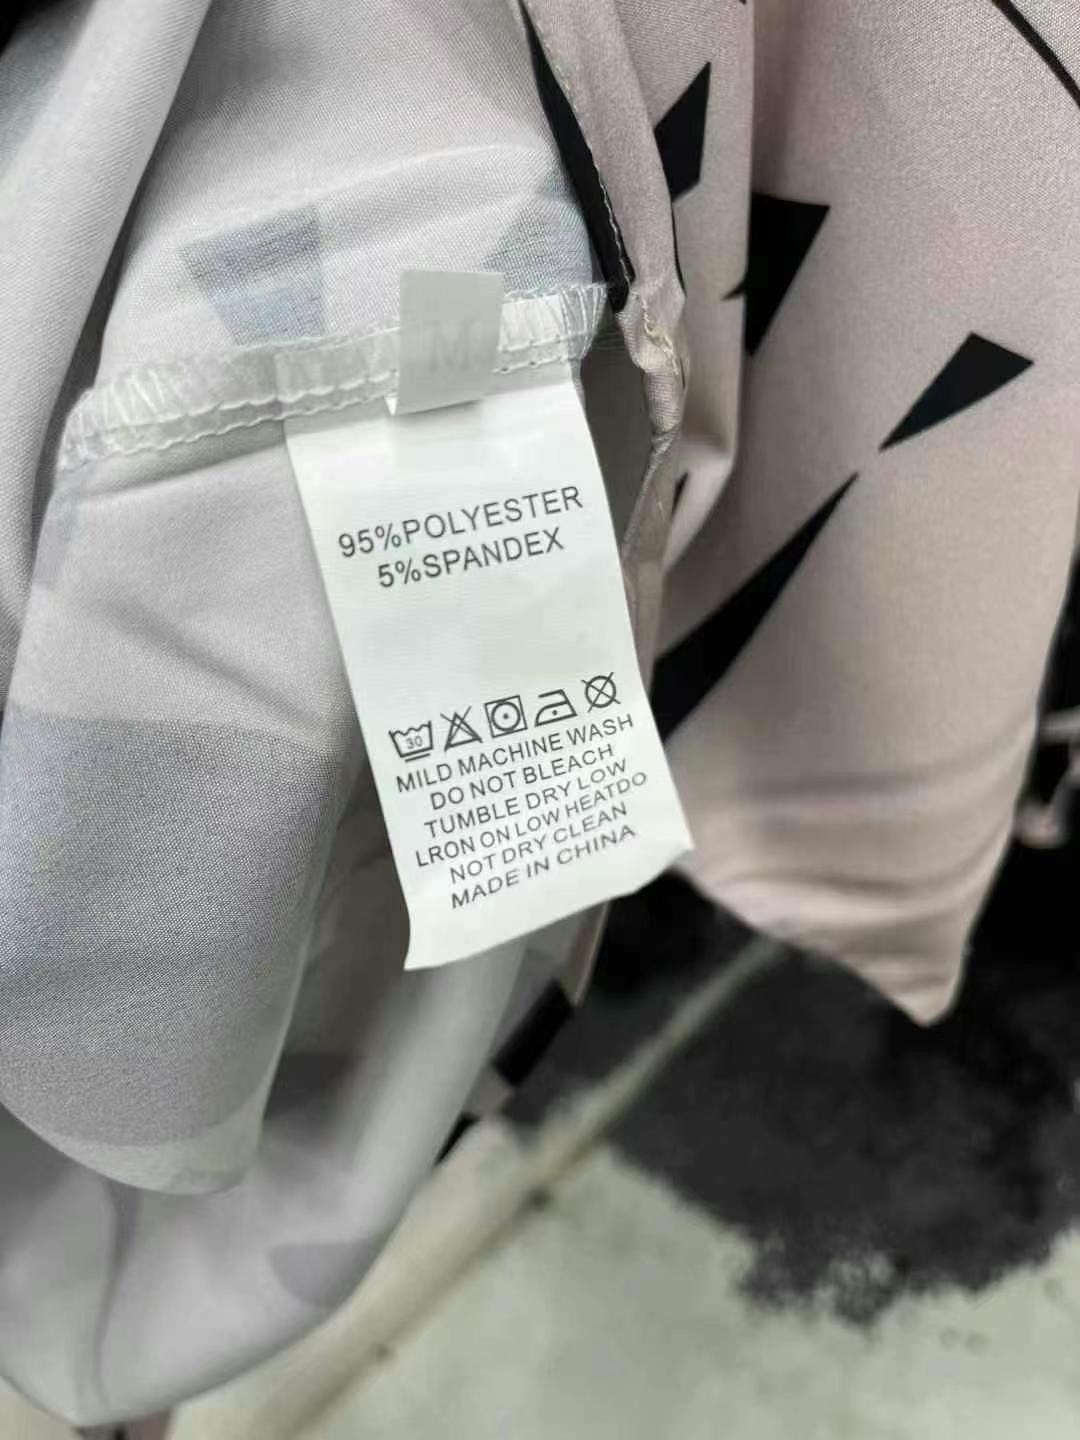 M
95%POLYESTER
5%SPANDEX
30
MILD MACHINE WASH
DO NOT BLEACH
TUMBLE DRY LOW
LRON ON LOW HEATDO
NOT DRY CLEAN
MADE IN CHINA